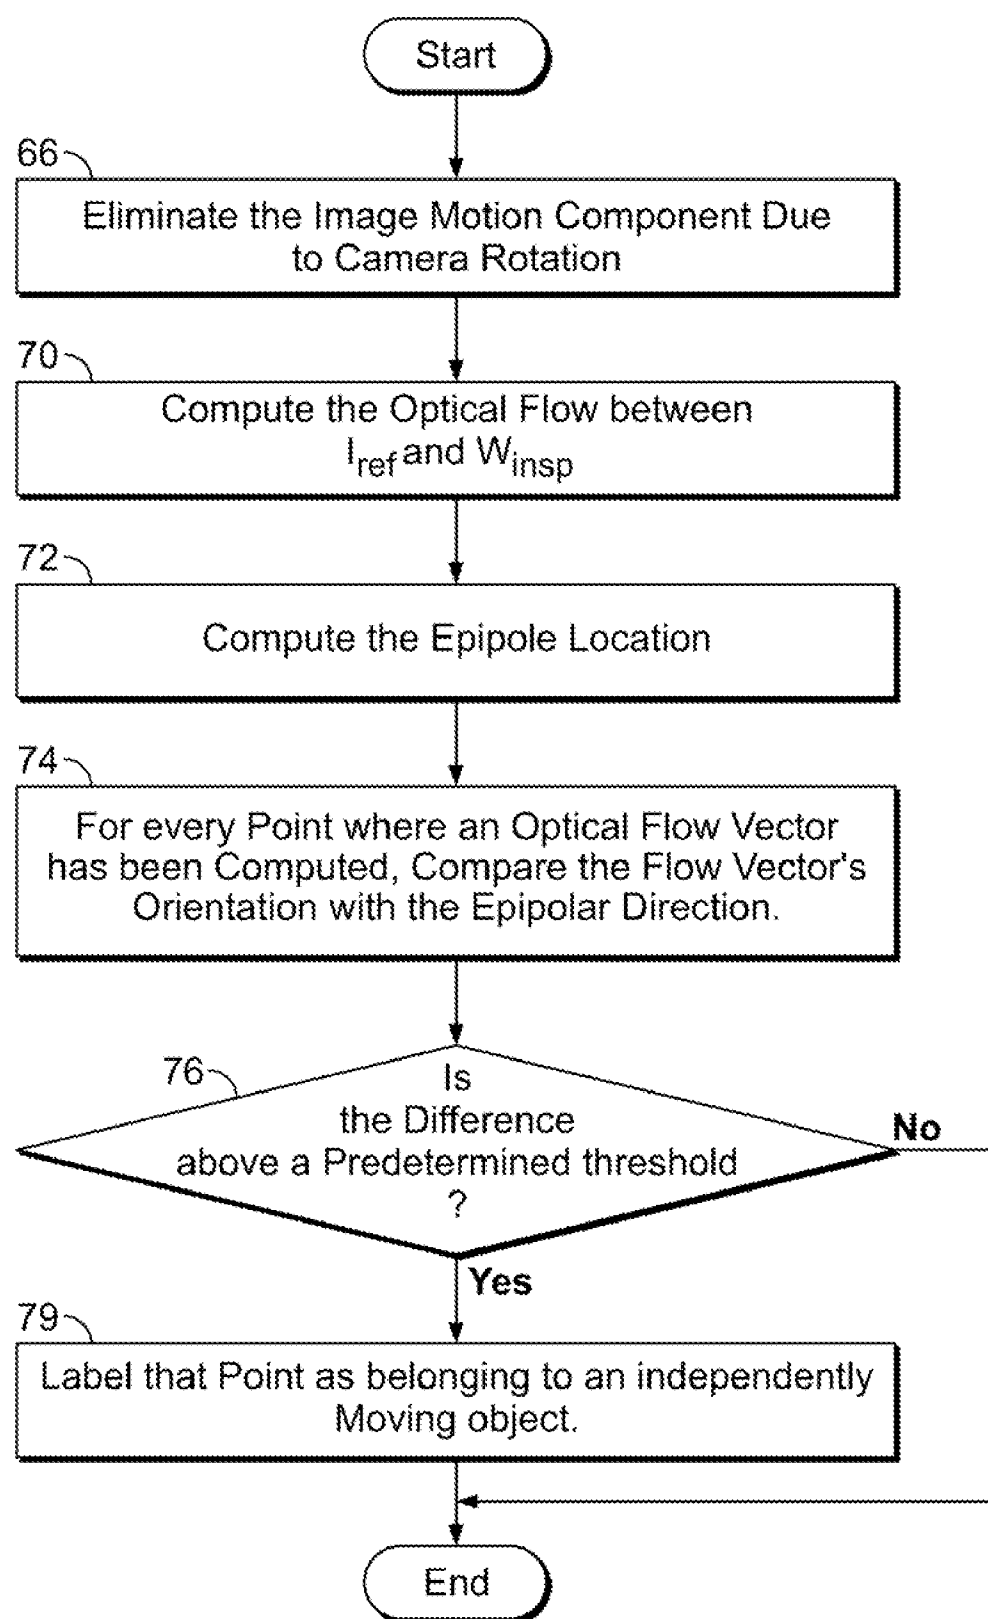 Start
66
Eliminate the Image Motion Component Due
to Camera Rotation
70
Compute the Optical Flow between
Iref and Winsp
72
Compute the Epipole Location
74
For every Point where an Optical Flow Vector
has been Computed, Compare the Flow Vector's
Orientation with the Epipolar Direction.
76
Is
the Difference
above a Predetermined threshold
?
No
Yes
79
Label that Point as belonging to an independently
Moving object.
End